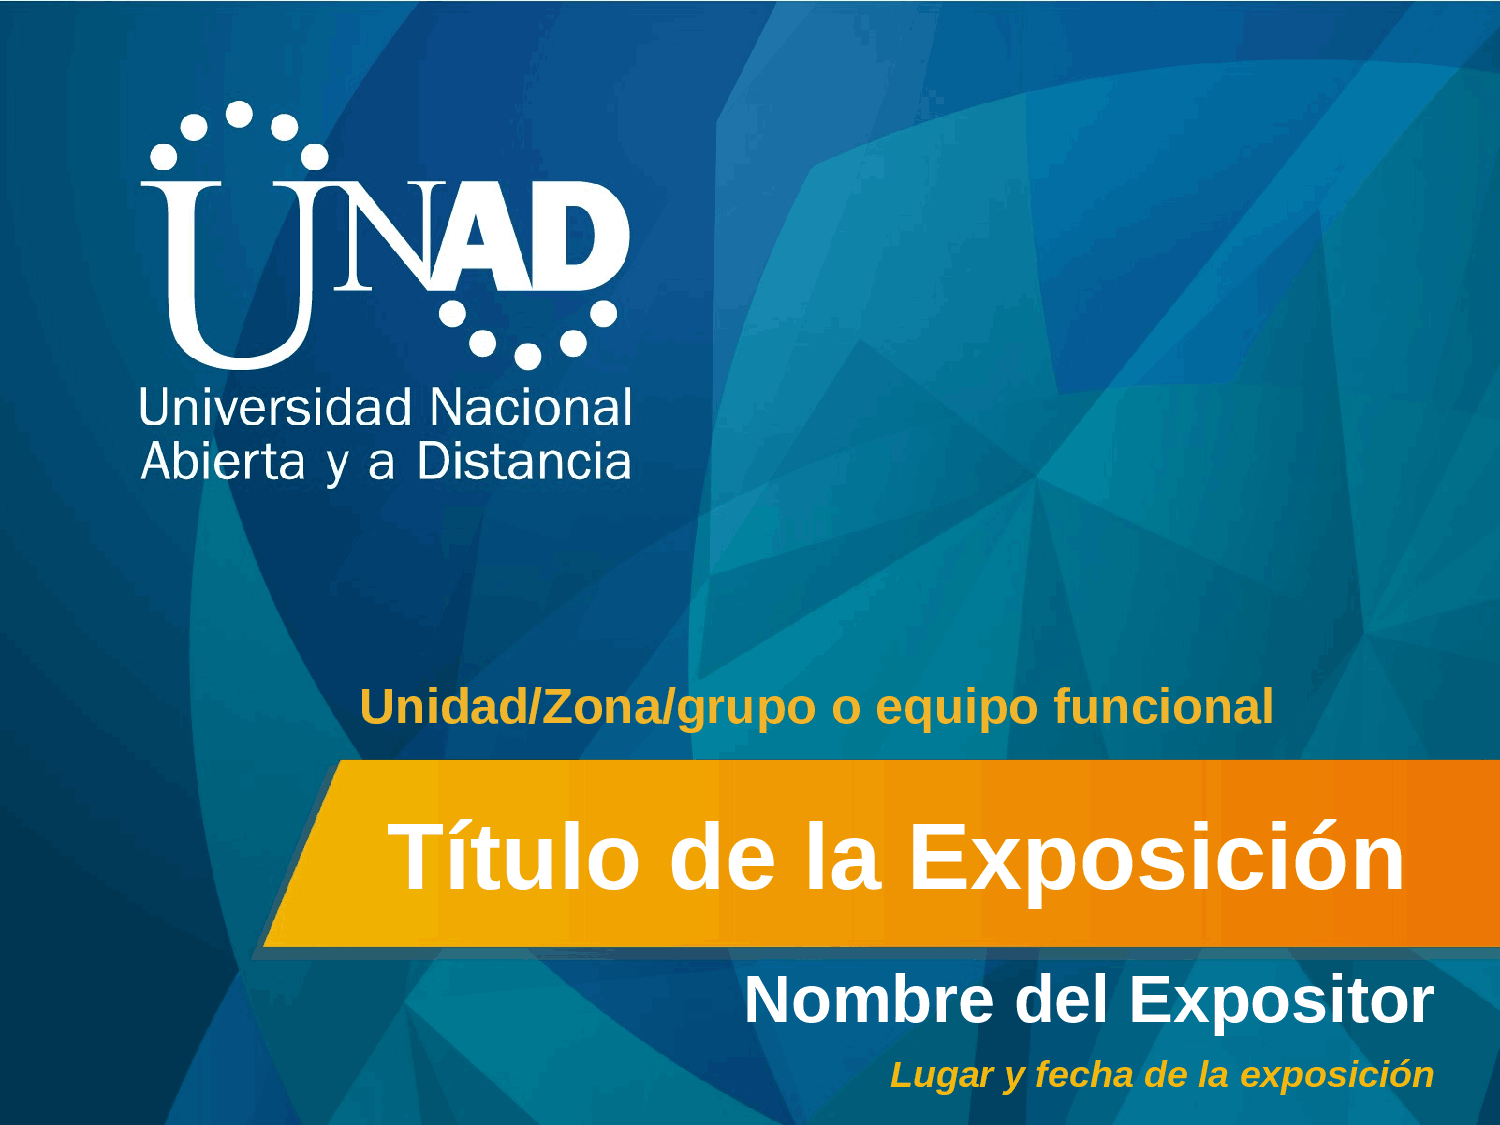 UNAD
Universidad Nacional
Abierta y a Distancia
Unidad/Zona/grupo o equipo funcional
Título de la Exposición
Nombre del Expositor
Lugar y fecha de la exposición